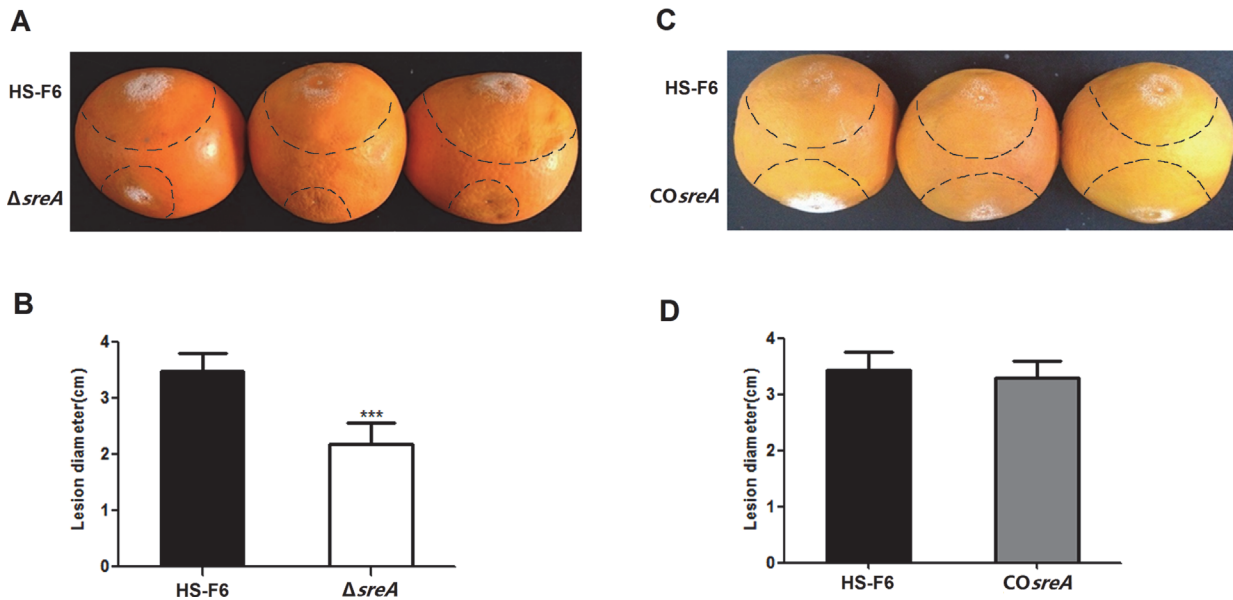 A
HS-F6
ΔsreA
C
HS-F6
COsreA
B
Lesion diameter(cm)
4
3
2
1
0
***
HS-F6
ΔsreA
D
Lesion diameter(cm)
4
3
2
1
0
HS-F6
COsreA